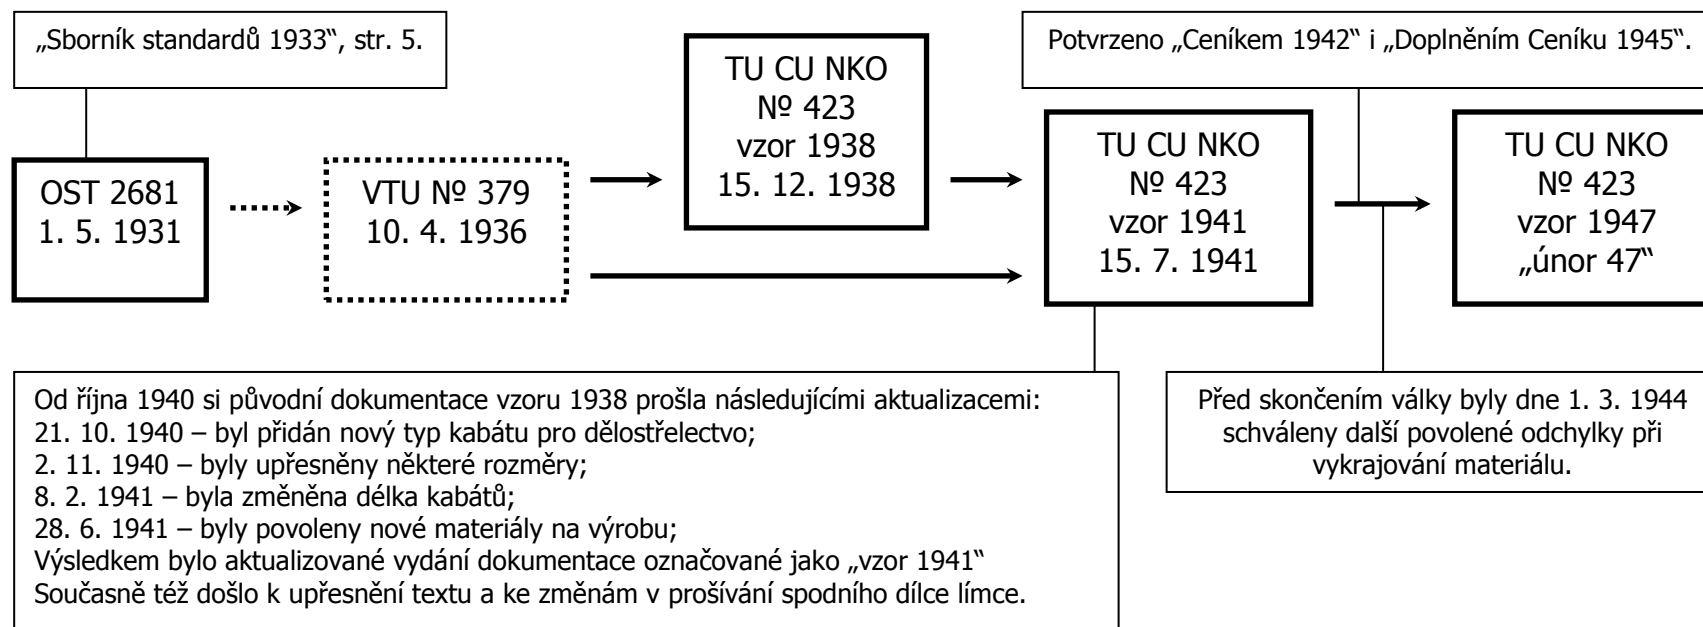 „Sborník standardů 1933“, str. 5.
OST 2681
1. 5. 1931
VTU № 379
10. 4. 1936
TU CU NKO
№ 423
vzor 1938
15. 12. 1938
Potvrzeno „Ceníkem 1942“ i „Doplněním Ceníku 1945“.
TU CU NKO
№ 423
vzor 1941
15. 7. 1941
TU CU NKO
№ 423
vzor 1947
„únor 47“
Od října 1940 si původní dokumentace vzoru 1938 prošla následujícími aktualizacemi:
21. 10. 1940 – byl přidán nový typ kabátu pro dělostřelectvo;
2. 11. 1940 – byly upřesněny některé rozměry;
8. 2. 1941 – byla změněna délka kabátů;
28. 6. 1941 – byly povoleny nové materiály na výrobu;
Výsledkem bylo aktualizované vydání dokumentace označované jako „vzor 1941“
Současně též došlo k upřesnění textu a ke změnám v prošívání spodního dílce límce.
Před skončením války byly dne 1. 3. 1944
schváleny další povolené odchylky při
vykrajování materiálu.